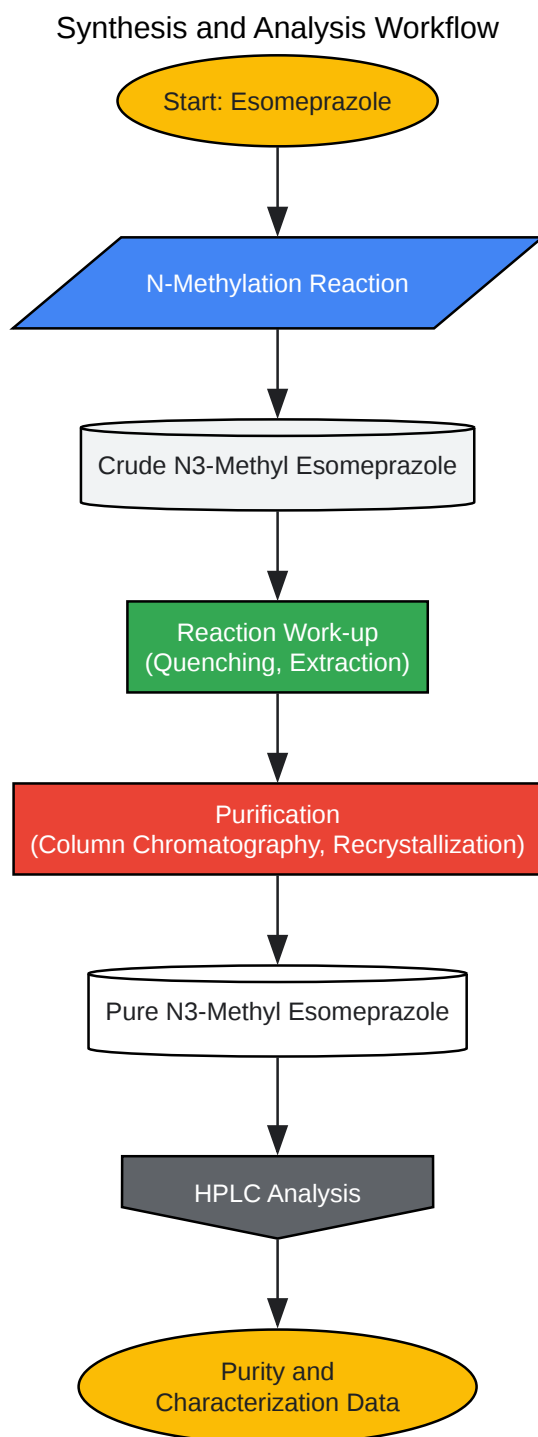 Synthesis and Analysis Workflow
Start: Esomeprazole
N-Methylation Reaction
Crude N3-Methyl Esomeprazole
Reaction Work-up
(Quenching, Extraction)
Purification
(Column Chromatography, Recrystallization)
Pure N3-Methyl Esomeprazole
HPLC Analysis
Purity and
Characterization Data